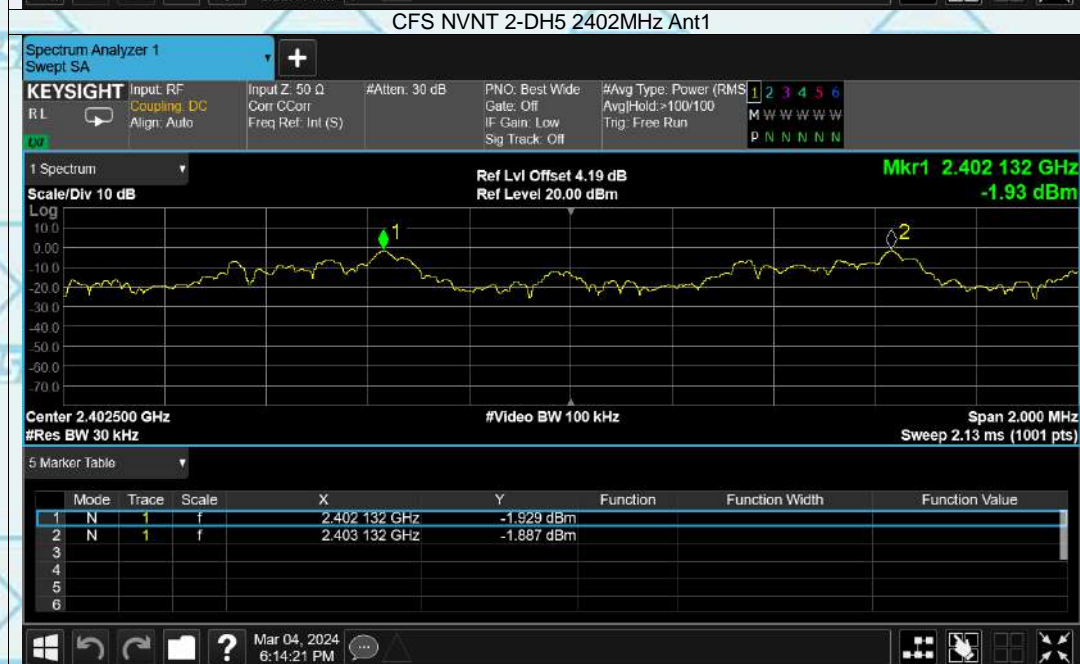 CFS NVNT 2-DH5 2402MHz Ant1
Spectrum Analyzer 1
Swept SA
+
KEYSIGHT Input: RF Input Z: 50 Ω #Atten: 30 dB PNO: Best Wide #Avg Type: Power (RMS 1 2 3 4 5 6
RL Coupling: DC Corr CCorr Gate: Off Avg|Hold:>100/100 M W W W W W
Align: Auto Freq Ref: Int (S) IF Gain: Low Trig: Free Run
LXI Sig Track: Off P N N N N N
1 Spectrum Ref Lvl Offset 4.19 dB Mkr1 2.402 132 GHz
Scale/Div 10 dB Ref Level 20.00 dBm -1.93 dBm
Log
10.0
0.00
-10.0
-20.0
-30.0
-40.0
-50.0
-60.0
-70.0
1
2
Center 2.402500 GHz #Video BW 100 kHz Span 2.000 MHz
#Res BW 30 kHz Sweep 2.13 ms (1001 pts)
5 Marker Table
Mode Trace Scale X Y Function Function Width Function Value
1 N 1 f 2.402 132 GHz -1.929 dBm
2 N 1 f 2.403 132 GHz -1.887 dBm
3
4
5
6
? Mar 04, 2024
6:14:21 PM